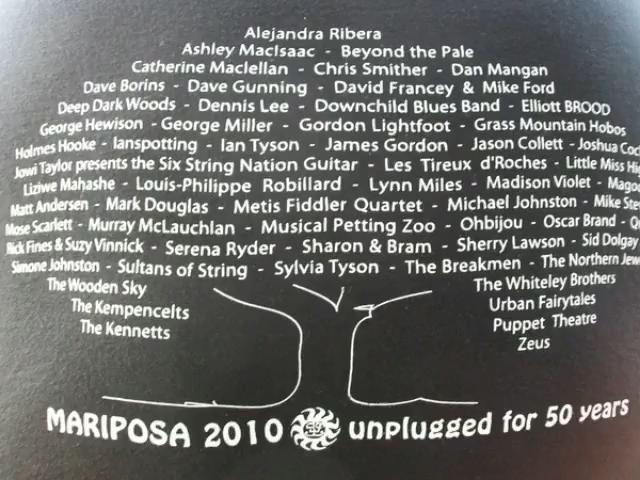 Alejandra Ribera
Ashley MacIsaac - Beyond the Pale
Catherine Maclellan - Chris Smither - Dan Mangan
Dave Borins - Dave Gunning - David Francey & Mike Ford
Deep Dark Woods - Dennis Lee - Downchild Blues Band - Elliott BROOD
George Hewison - George Miller - Gordon Lightfoot - Grass Mountain Hobos
Holmes Hooke - Ianspotting - Ian Tyson - James Gordon - Jason Collett - Joshua
Jowi Taylor presents the Six String Nation Guitar - Les Tireux d'Roches - Little Miss
Liziwe Mahashe - Louis-Philippe Robillard - Lynn Miles - Madison Violet -
Matt Andersen - Mark Douglas - Metis Fiddler Quartet - Michael Johnston - Mike
Mose Scarlett - Murray McLauchlan - Musical Petting Zoo - Ohbijou - Oscar Brand -
Rick Fines & Suzy Vinnick - Serena Ryder - Sharon & Bram - Sherry Lawson - Sid Dolgay
Simone Johnston - Sultans of String - Sylvia Tyson - The Breakmen - The Northern
The Wooden Sky
The Kempencelts
The Kennetts
The Whiteley Brothers
Urban Fairytales
Puppet Theatre
Zeus
MARIPOSA 2010 unplugged for 50 years